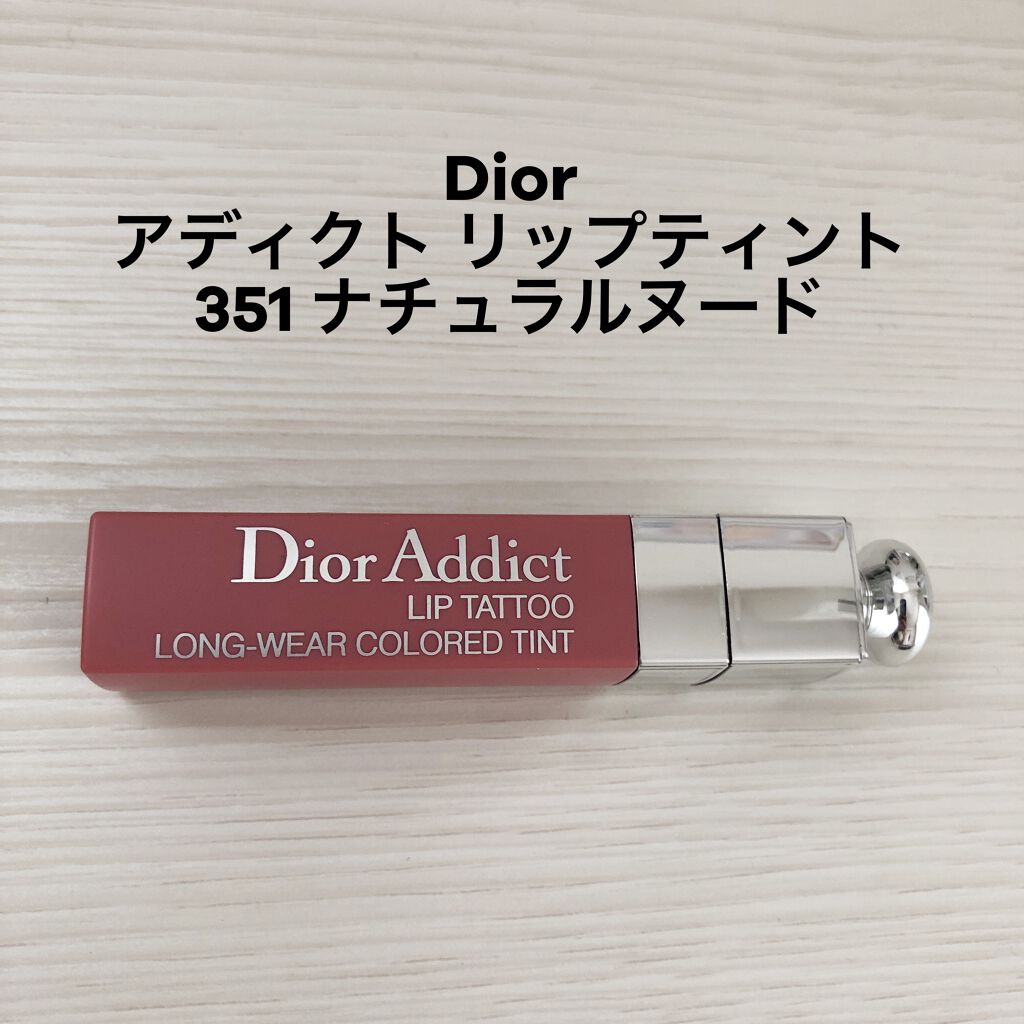 Dior
アディクト リップティント
351 ナチュラルヌード
Dior Addict
LIP TATTOO
LONG-WEAR COLORED TINT